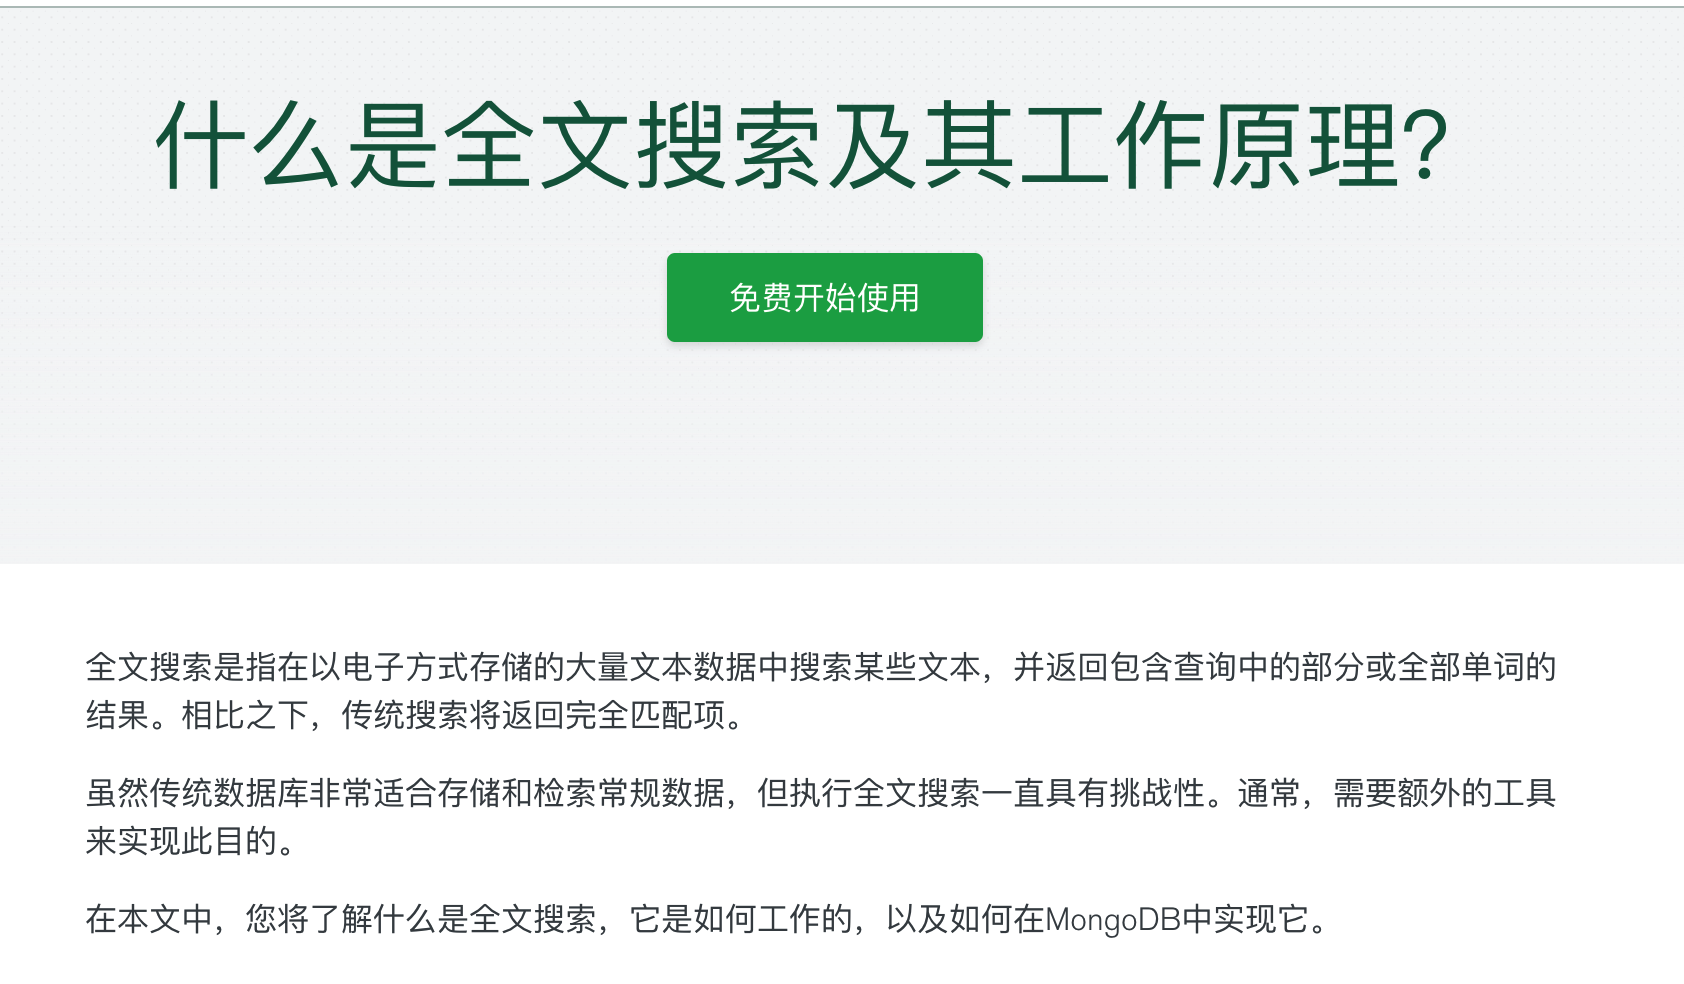 什么是全文搜索及其工作原理?
免费开始使用
全文搜索是指在以电子方式存储的大量文本数据中搜索某些文本，并返回包含查询中的部分或全部单词的
结果。相比之下，传统搜索将返回完全匹配项。
虽然传统数据库非常适合存储和检索常规数据，但执行全文搜索一直具有挑战性。通常，需要额外的工具
来实现此目的。
在本文中，您将了解什么是全文搜索，它是如何工作的，以及如何在MongoDB中实现它。